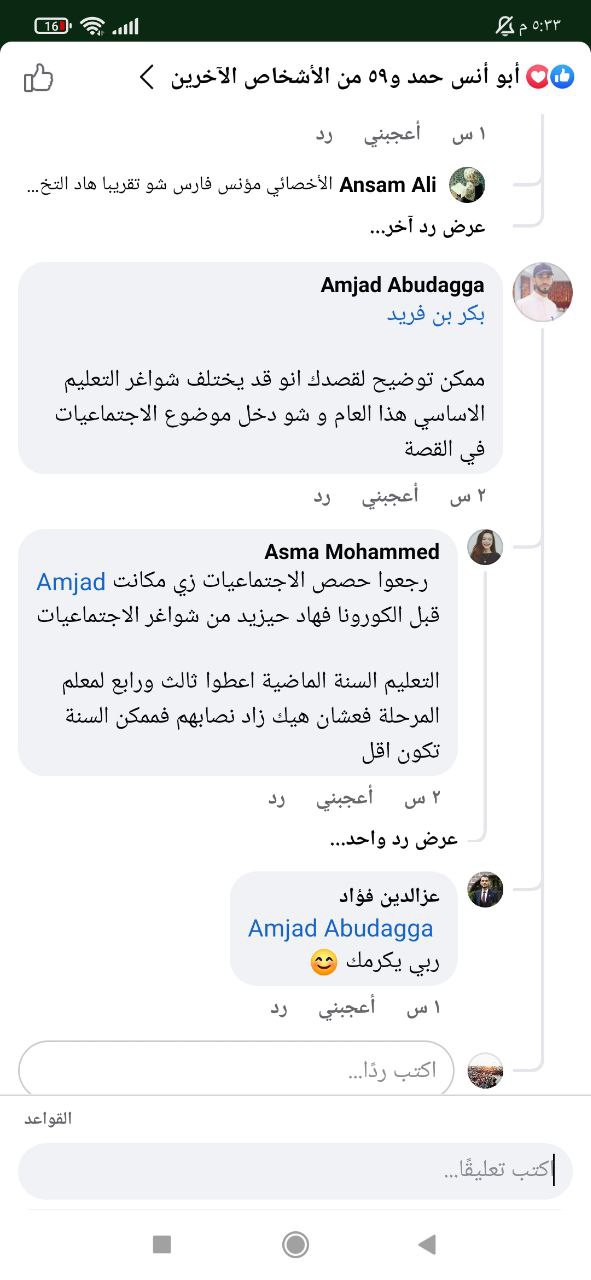 ٥:٣٣ م
16
أبو أنس حمد و٥٩ من الأشخاص الآخرين
١ س أعجبني رد
Ansam Ali الأخصائي مؤنس فارس شو تقريبا هاد التخ...
عرض رد آخر...
Amjad Abudagga
بكر بن فريد
ممكن توضيح لقصدك انو قد يختلف شواغر التعليم
الاساسي هذا العام و شو دخل موضوع الاجتماعيات
في القصة
٢ س أعجبني رد
Asma Mohammed
Amjad رجعوا حصص الاجتماعيات زي مكانت
قبل الكورونا فهاد حيزيد من شواغر الاجتماعيات
التعليم السنة الماضية اعطوا ثالث ورابع لمعلم
المرحلة فعشان هيك زاد نصابهم فممكن السنة
تكون اقل
٢ س أعجبني رد
عرض رد واحد...
عزالدين فؤاد
Amjad Abudagga
ربي يكرمك 😊
١ س أعجبني رد
اكتب ردًا...
القواعد
اكتب تعليقًا...